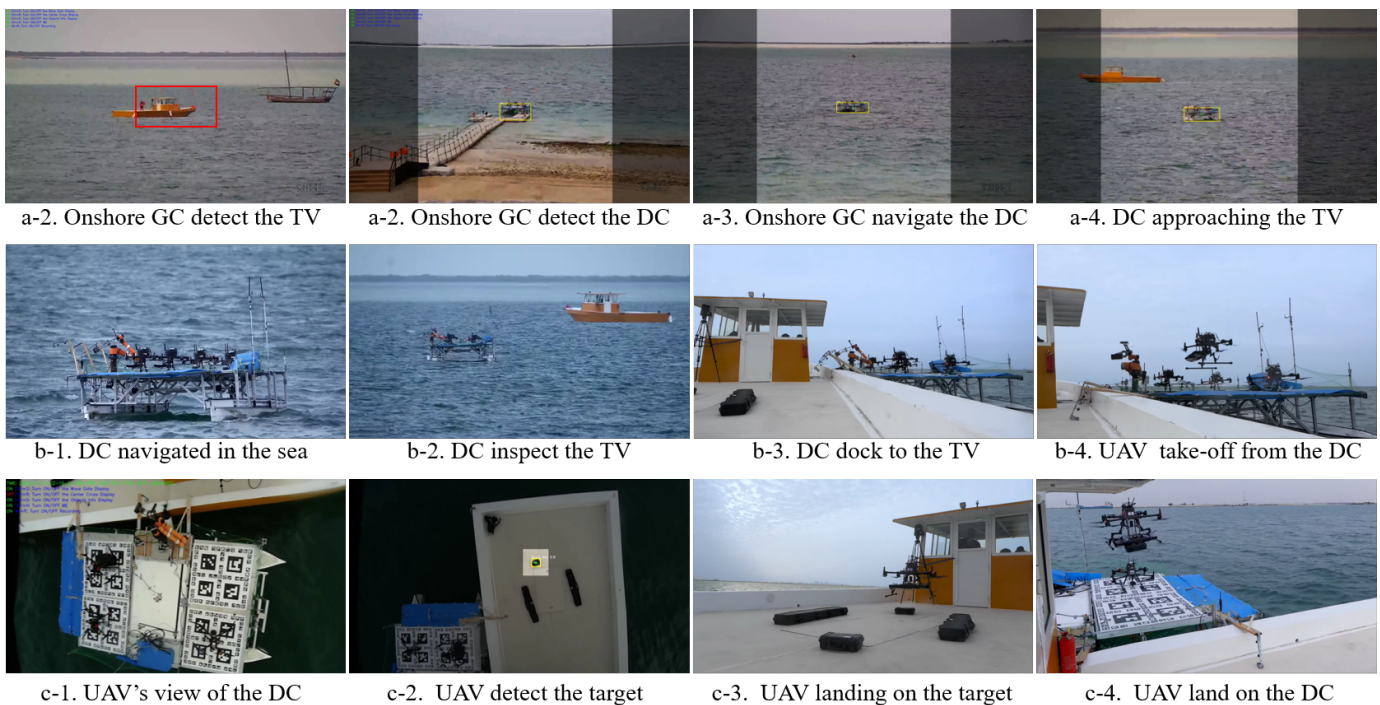 a-2. Onshore GC detect the TV
a-2. Onshore GC detect the DC
a-3. Onshore GC navigate the DC
a-4. DC approaching the TV
b-1. DC navigated in the sea
b-2. DC inspect the TV
b-3. DC dock to the TV
b-4. UAV take-off from the DC
c-1. UAV's view of the DC
c-2. UAV detect the target
c-3. UAV landing on the target
c-4. UAV land on the DC